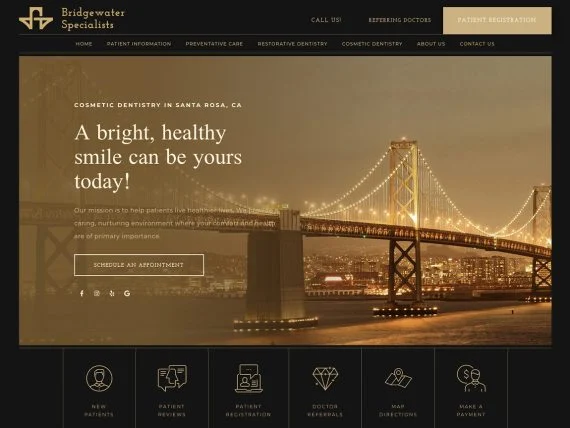 Bridgewater
Specialists
CALL US!
REFERRING DOCTORS
PATIENT REGISTRATION
HOME
PATIENT INFORMATION
PREVENTATIVE CARE
RESTORATIVE DENTISTRY
COSMETIC DENTISTRY
ABOUT US
CONTACT US
COSMETIC DENTISTRY IN SANTA ROSA, CA
A bright, healthy
smile can be yours
today!
Our mission is to help patients live healthier lives. We provide a
caring, nurturing environment where your comfort and health
are of primary importance.
SCHEDULE AN APPOINTMENT
NEW
PATIENTS
PATIENT
REVIEWS
PATIENT
REGISTRATION
DOCTOR
REFERRALS
MAP
DIRECTIONS
MAKE A
PAYMENT